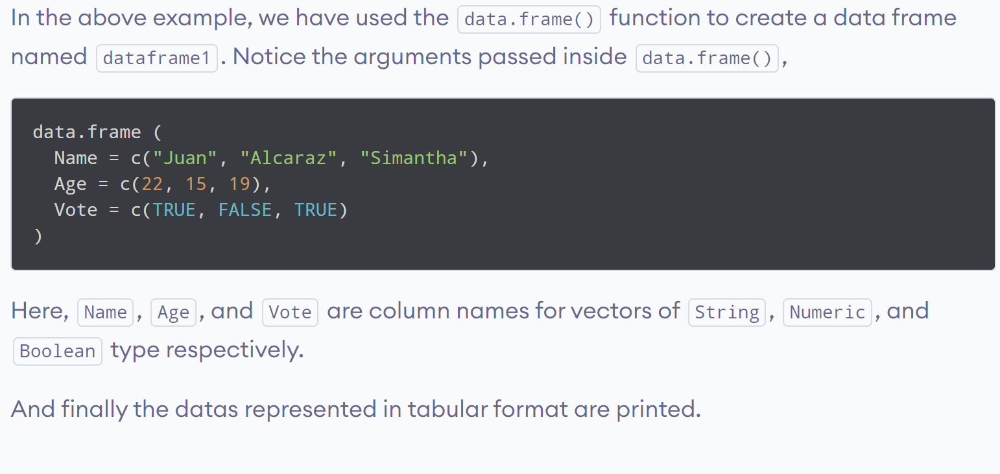 In the above example, we have used the data.frame() function to create a data frame
named dataframe1. Notice the arguments passed inside data.frame(),
data.frame (
  Name = c("Juan", "Alcaraz", "Simantha"),
  Age = c(22, 15, 19),
  Vote = c(TRUE, FALSE, TRUE)
)
Here, Name, Age, and Vote are column names for vectors of String, Numeric, and
Boolean type respectively.
And finally the datas represented in tabular format are printed.